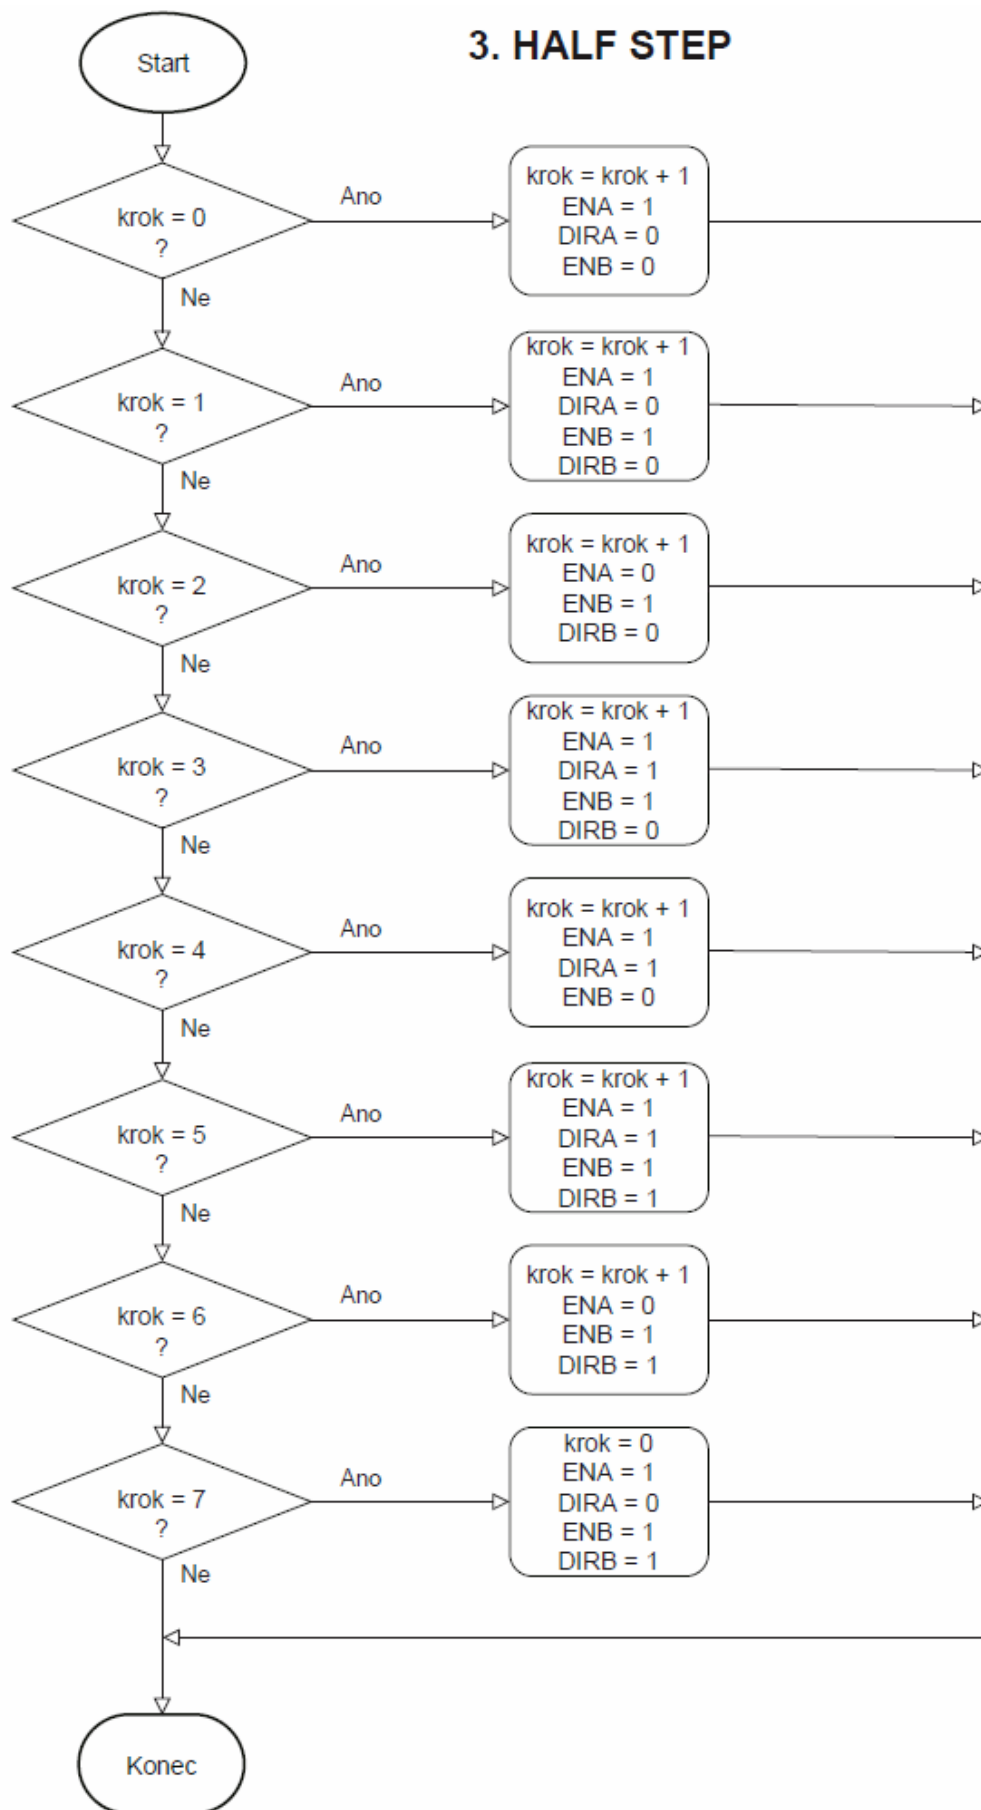 3. HALF STEP
Start
krok = 0
?
Ano
krok = krok + 1
ENA = 1
DIRA = 0
ENB = 0
Ne
krok = 1
?
Ano
krok = krok + 1
ENA = 1
DIRA = 0
ENB = 1
DIRB = 0
Ne
krok = 2
?
Ano
krok = krok + 1
ENA = 0
ENB = 1
DIRB = 0
Ne
krok = 3
?
Ano
krok = krok + 1
ENA = 1
DIRA = 1
ENB = 1
DIRB = 0
Ne
krok = 4
?
Ano
krok = krok + 1
ENA = 1
DIRA = 1
ENB = 0
Ne
krok = 5
?
Ano
krok = krok + 1
ENA = 1
DIRA = 1
ENB = 1
DIRB = 1
Ne
krok = 6
?
Ano
krok = krok + 1
ENA = 0
ENB = 1
DIRB = 1
Ne
krok = 7
?
Ano
krok = 0
ENA = 1
DIRA = 0
ENB = 1
DIRB = 1
Ne
Konec